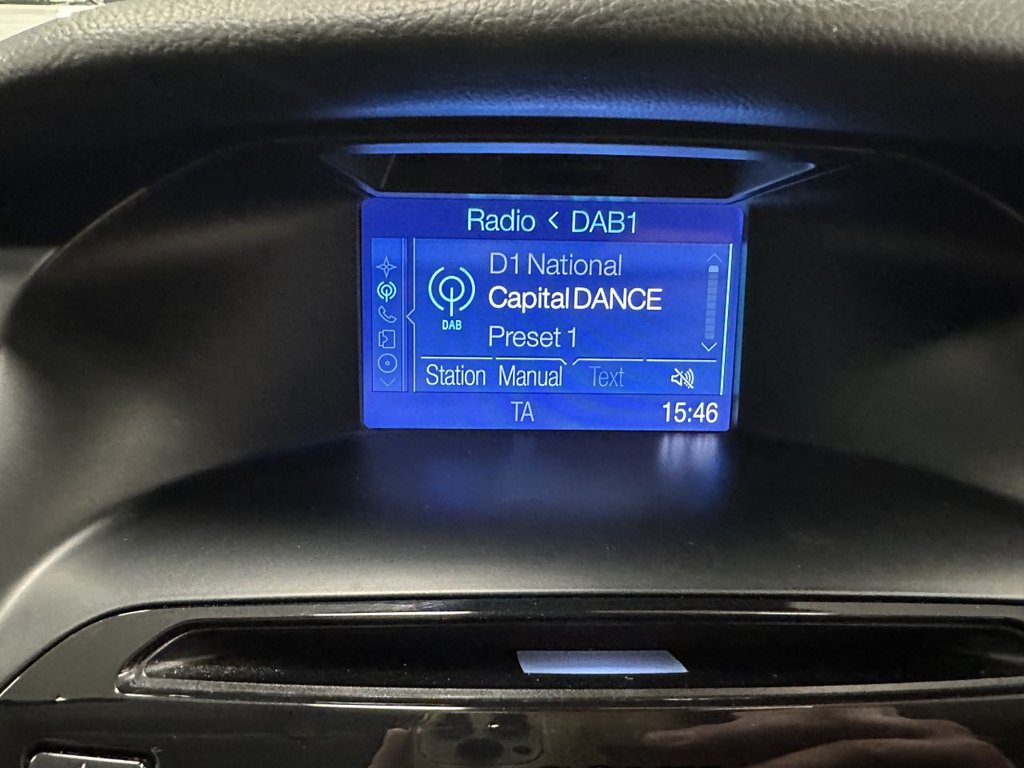 Radio < DAB1
D1 National
Capital DANCE
DAB
Preset 1
Station Manual Text
TA 15:46